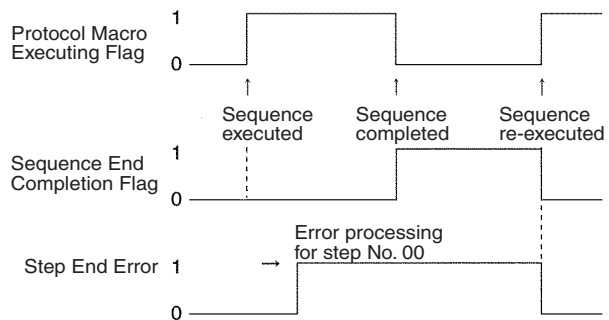 Protocol Macro
Executing Flag
1
0
Sequence
executed
Sequence
completed
Sequence
re-executed
Sequence End
Completion Flag
1
0
Error processing
for step No. 00
Step End Error
1
0